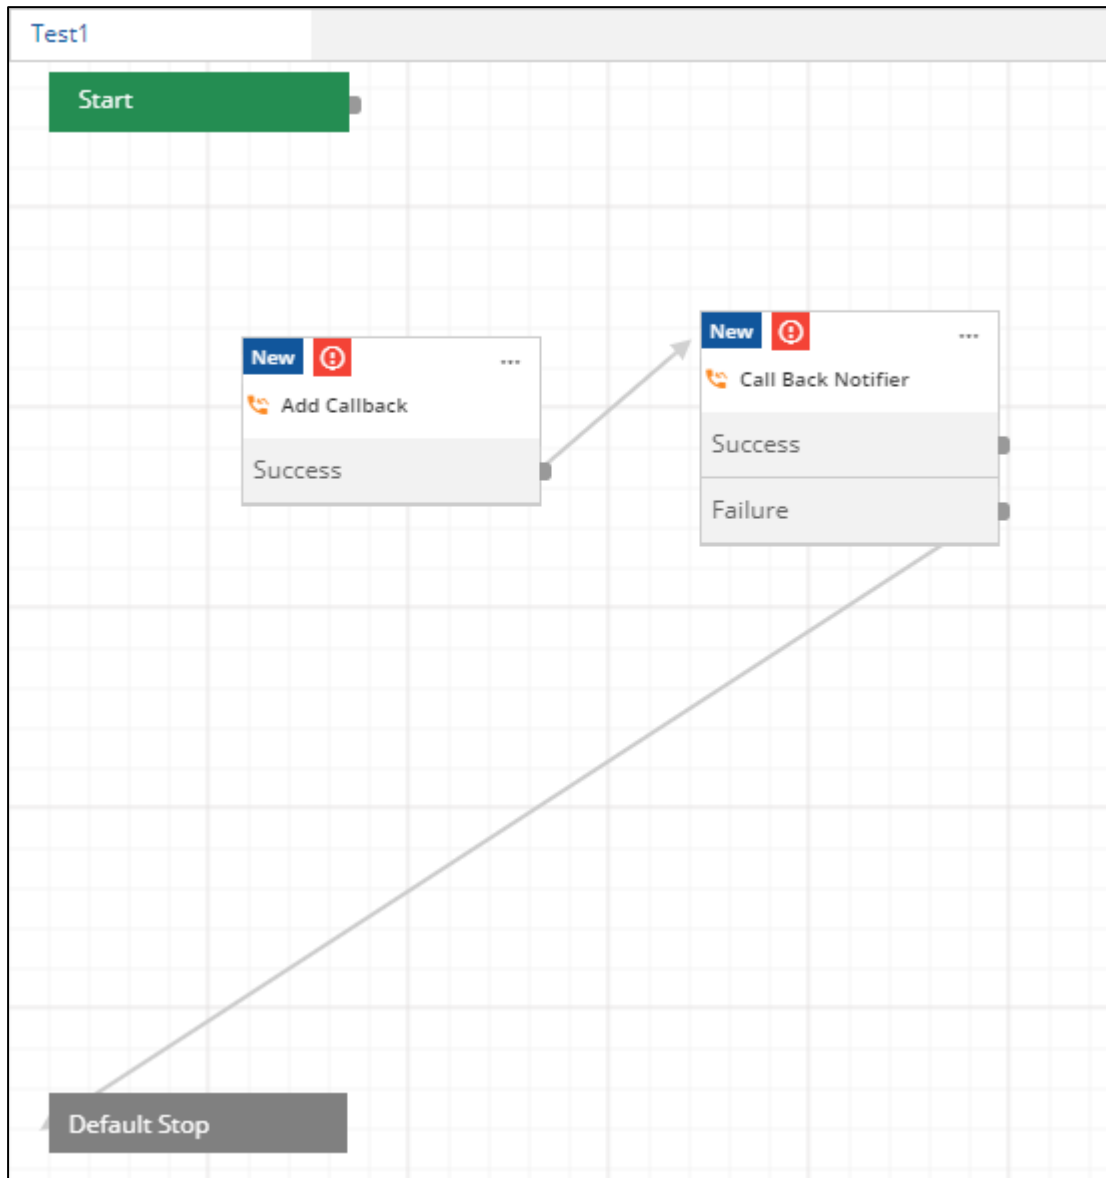 Test1
Start
New
...
Add Callback
Success
New
...
Call Back Notifier
Success
Failure
Default Stop